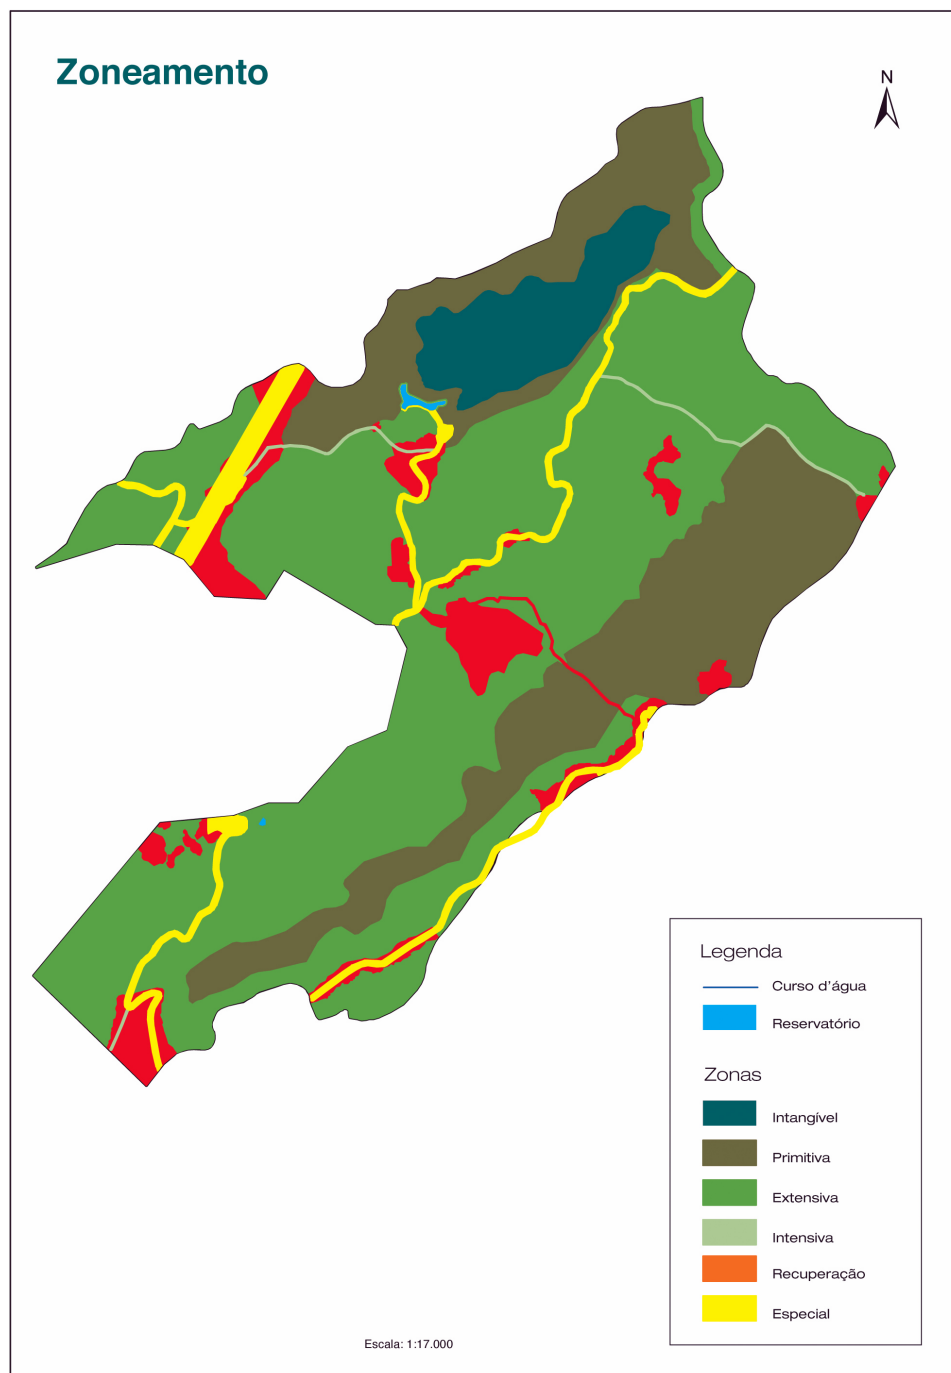 Zoneamento
N
Legenda
Curso d'água
Reservatório
Zonas
Intangível
Primitiva
Extensiva
Intensiva
Recuperação
Especial
Escala: 1:17.000